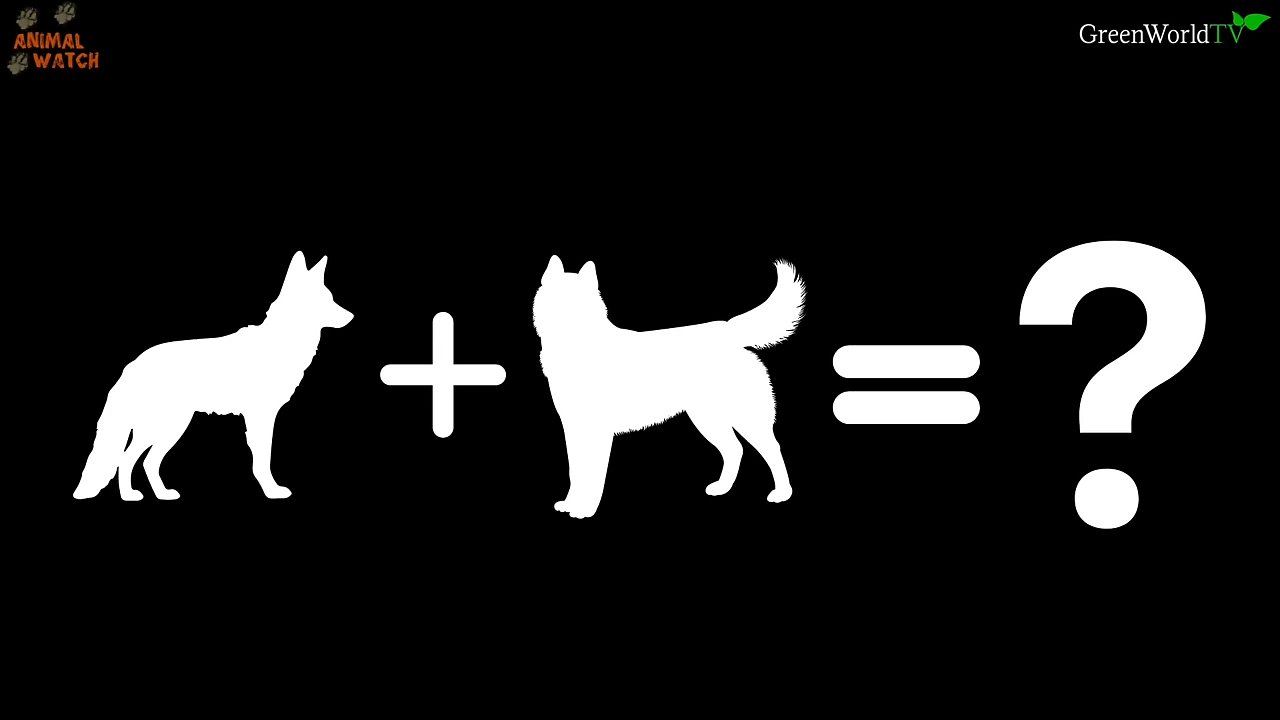 ANIMAL
WATCH
GreenWorldTV
+
=
?